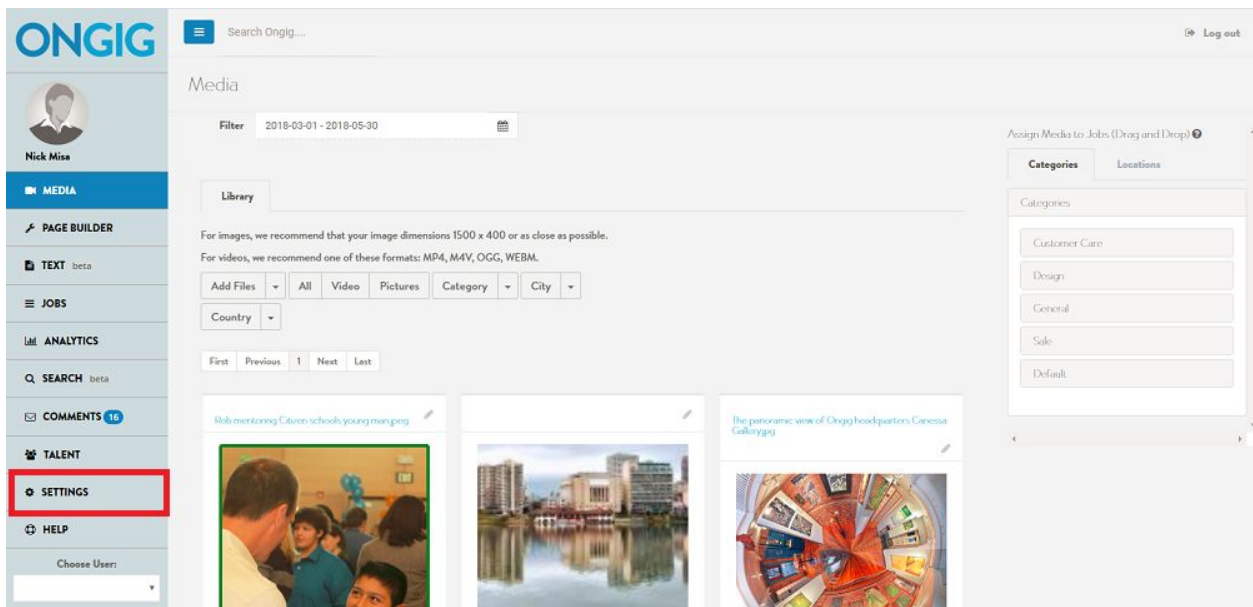 ONGIG
Search Ongig....
Log out
Nick Misa
MEDIA
PAGE BUILDER
TEXT beta
JOBS
ANALYTICS
SEARCH beta
COMMENTS 16
TALENT
SETTINGS
HELP
Choose User:
Media
Filter 2018-03-01 - 2018-05-30
Library
For images, we recommend that your image dimensions 1500 x 400 or as close as possible.
For videos, we recommend one of these formats: MP4, M4V, OGG, WEBM.
Add Files All Video Pictures Category City
Country
First Previous 1 Next Last
Rob mentoring Citizen schools young man.png
The panoramic view of Ongig headquarters Canessa
Gallery.jpg
Assign Media to Jobs (Drag and Drop)
Categories Locations
Categories
Customer Care
Design
General
Sale
Default